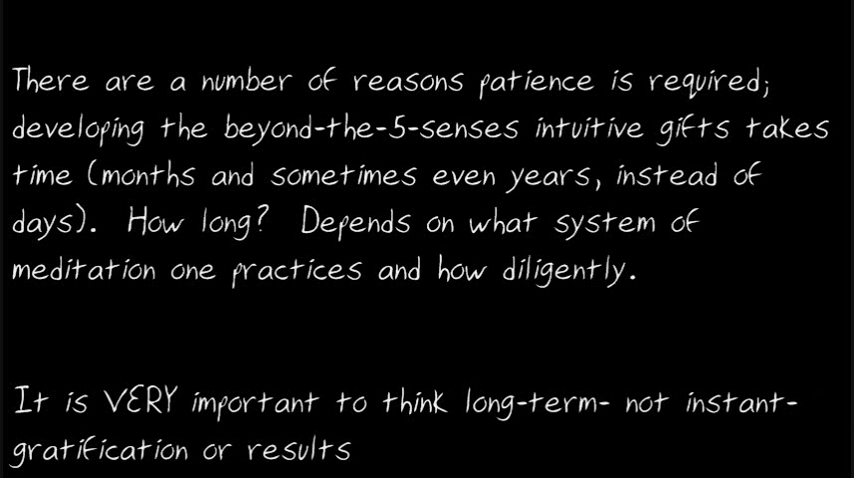 There are a number of reasons patience is required;
developing the beyond-the-5-senses intuitive gifts takes
time (months and sometimes even years, instead of
days).  How long?  Depends on what system of
meditation one practices and how diligently.
It is VERY important to think long-term- not instant-
gratification or results